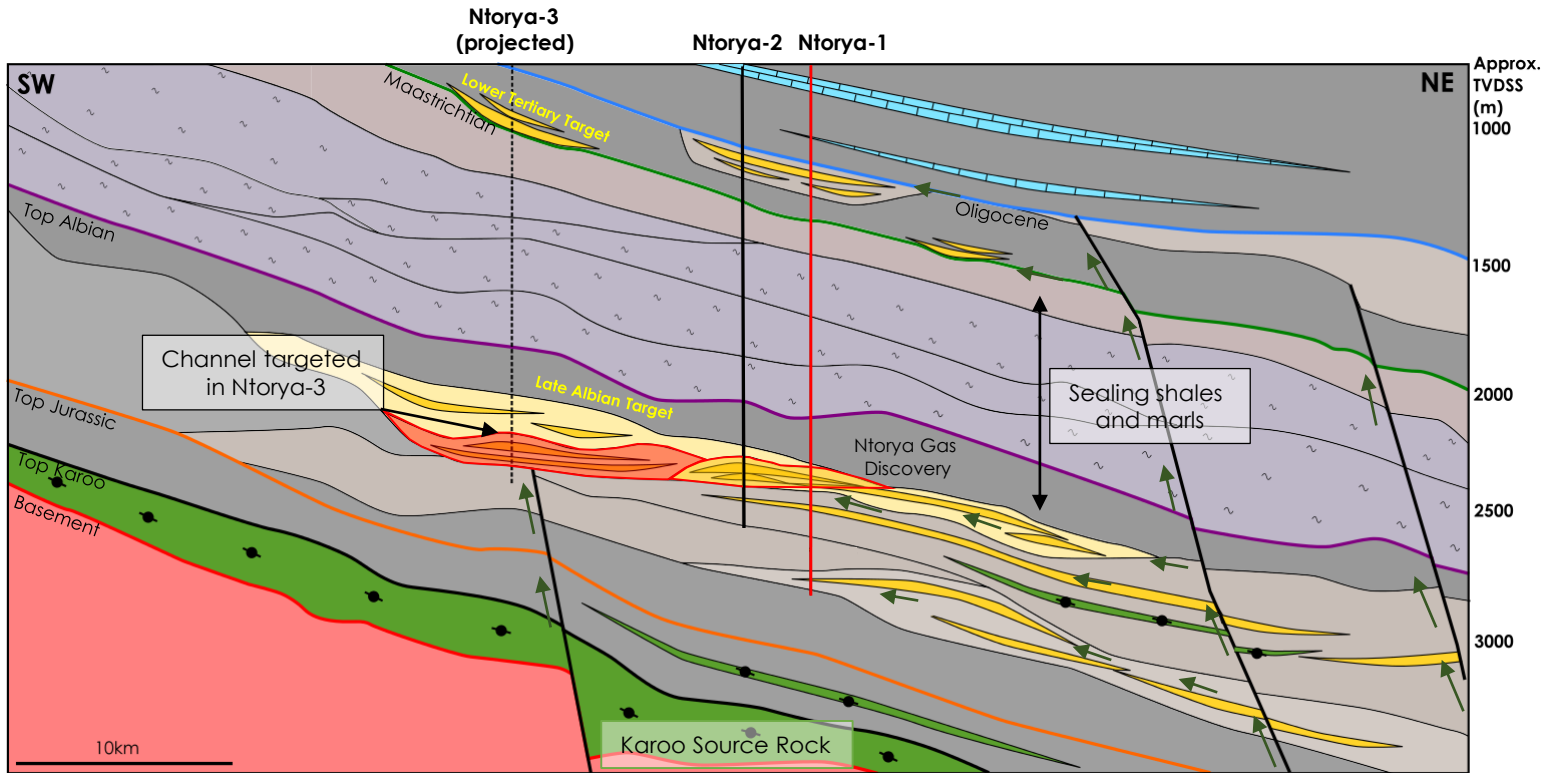 Ntorya-3
(projected)
Ntorya-2
Ntorya-1
Approx.
TVDSS
(m)
SW
NE
1000
1500
2000
2500
3000
Lower Tertiary Target
Maastrichtian
Oligocene
Top Albian
Channel targeted
in Ntorya-3
Late Albian Target
Sealing shales
and marls
Ntorya Gas
Discovery
Top Jurassic
Top Karoo
Basement
Karoo Source Rock
10km